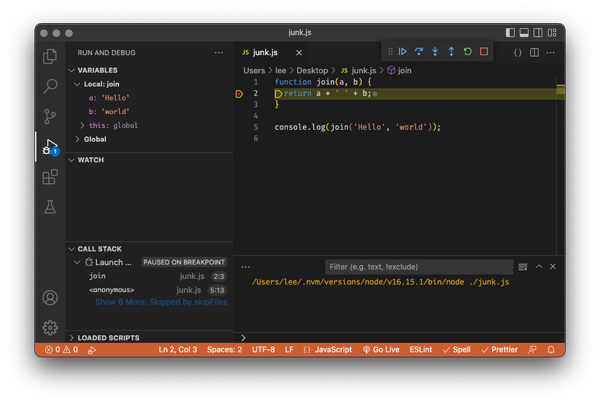 junk.js
RUN AND DEBUG
VARIABLES
Local: join
a: 'Hello'
b: 'world'
this: global
Global
WATCH
CALL STACK
Launch ... PAUSED ON BREAKPOINT
join junk.js 2:3
<anonymous> junk.js 5:13
Show 6 More: Skipped by skipFiles
LOADED SCRIPTS
1
JS junk.js
Users > lee > Desktop > JS junk.js > join
1 function join(a, b) {
2 return a + ' ' + b;
3 }
4
5 console.log(join('Hello', 'world'));
6
Filter (e.g. text, !exclude)
/Users/lee/.nvm/versions/node/v16.15.1/bin/node ./junk.js
0 0 Ln 2, Col 3 Spaces: 2 UTF-8 LF {} JavaScript Go Live ESLint Spell Prettier